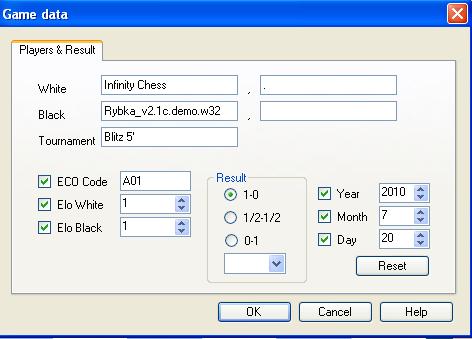 Game data
Players & Result
White Infinity Chess , .
Black Rybka_v2.1c.demo.w32 ,
Tournament Blitz 5'
Result
ECO Code A01
1-0
Year 2010
Elo White 1
1/2-1/2
Month 7
Elo Black 1
0-1
Day 20
Reset
OK Cancel Help